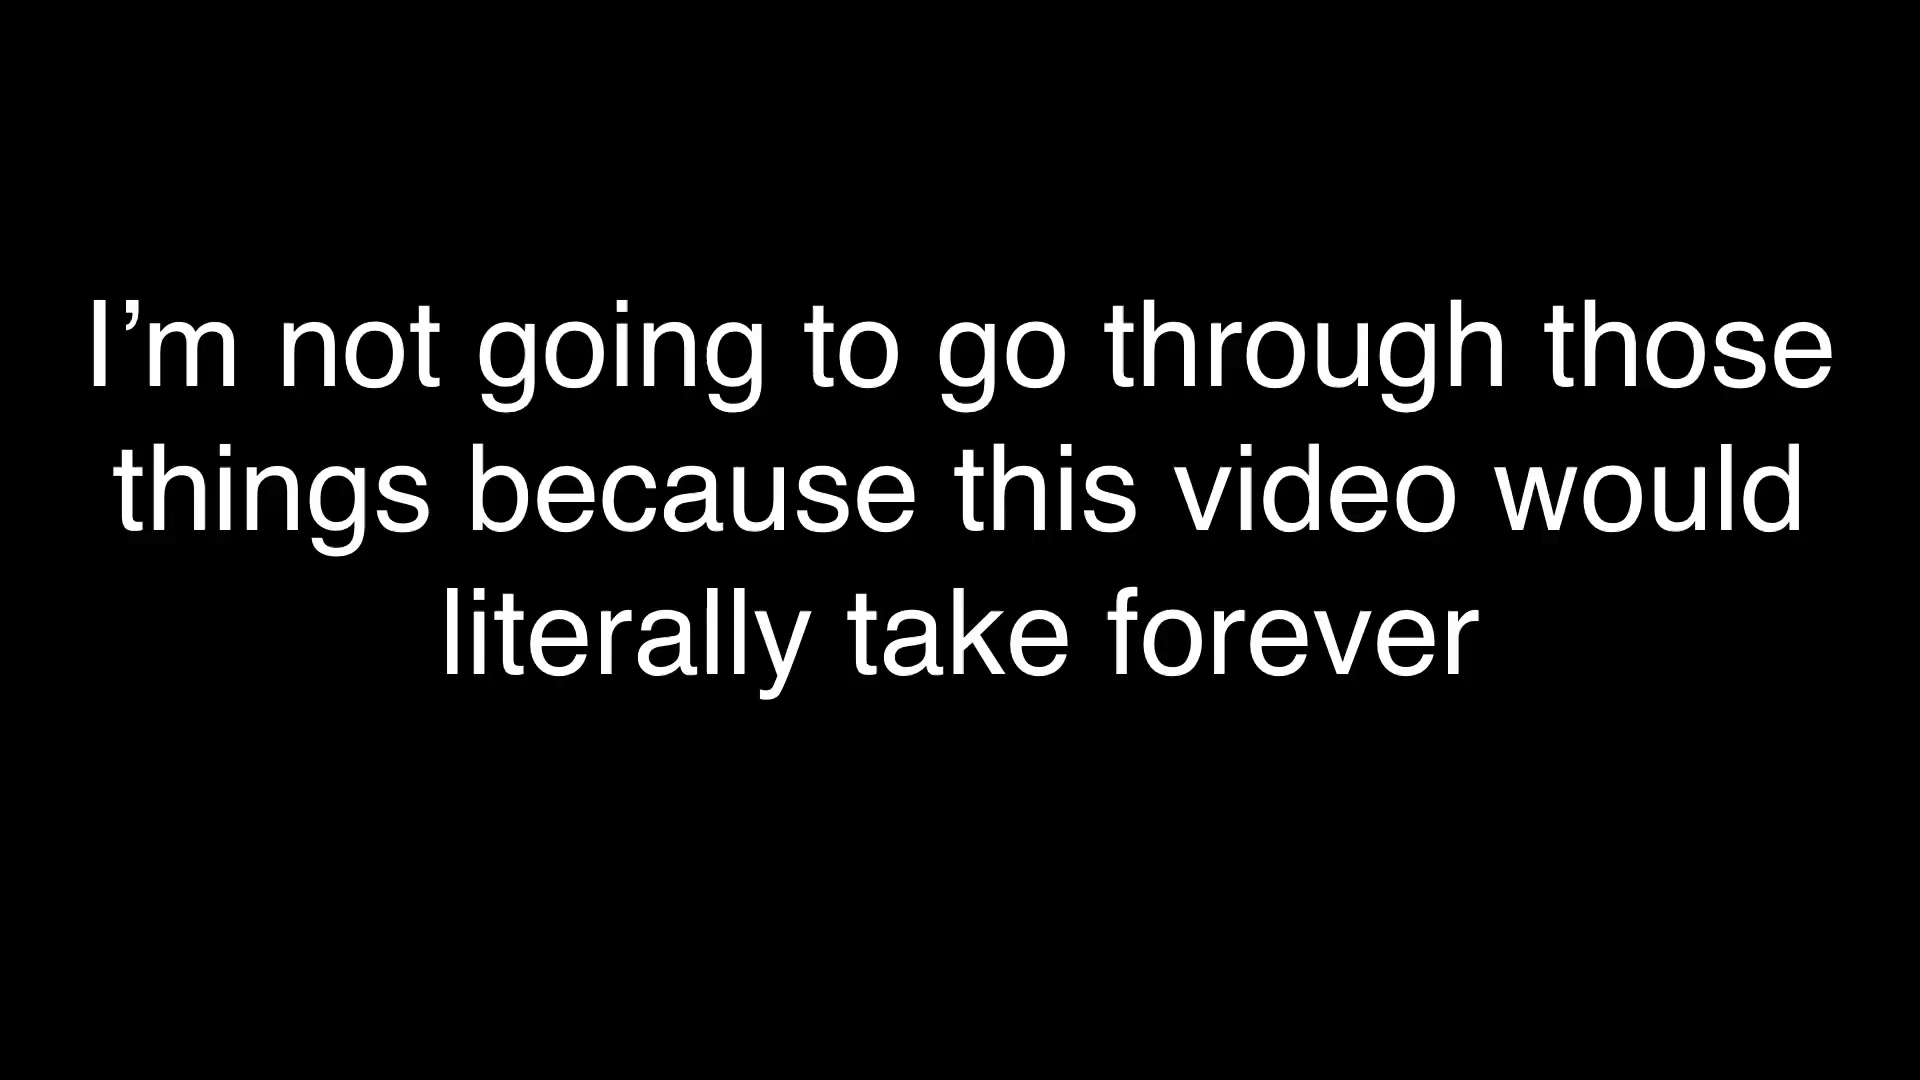 I’m not going to go through those
things because this video would
literally take forever